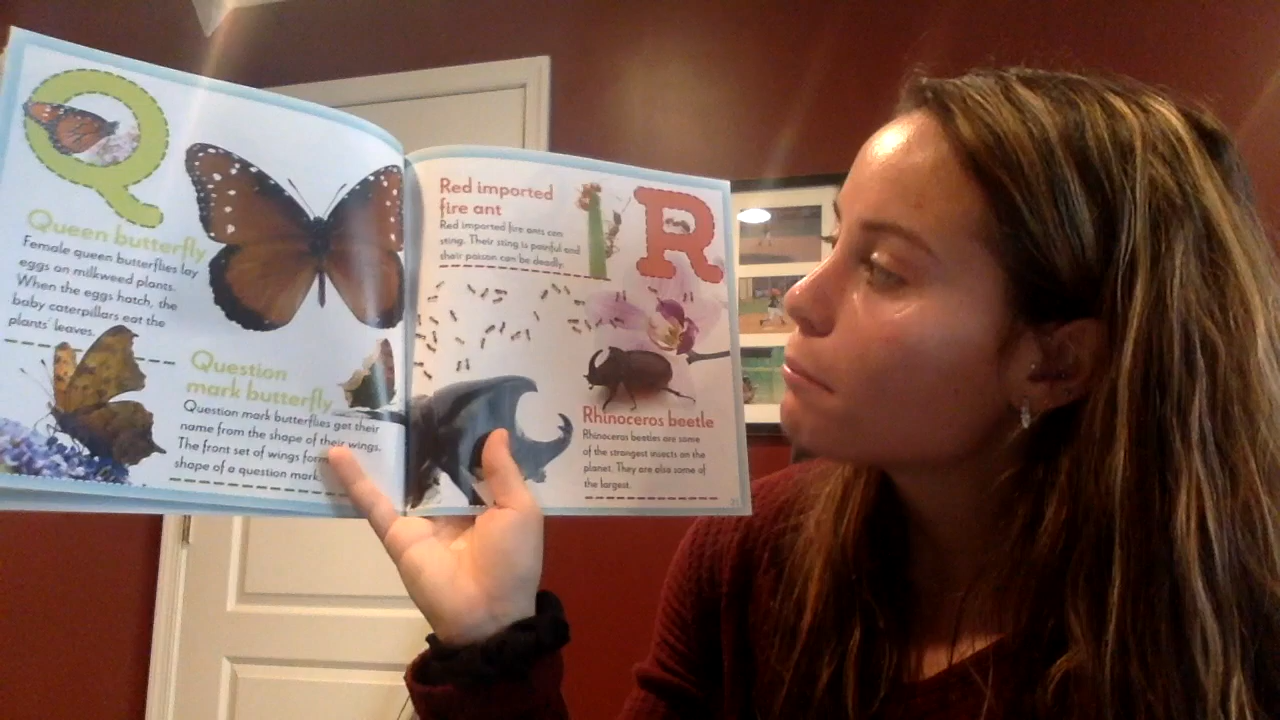 Q
Queen butterfly
Female queen butterflies lay
eggs on milkweed plants.
When the eggs hatch, the
baby caterpillars eat the
plants' leaves.
Question
mark butterfly
Question mark butterflies get their
name from the shape of their wings.
The front set of wings form
shape of a question mark.
R
Red imported
fire ant
Red imported fire ants can
sting. Their sting is painful and
their poison can be deadly.
Rhinoceros beetle
Rhinoceros beetles are some
of the strongest insects on the
planet. They are also some of
the largest.